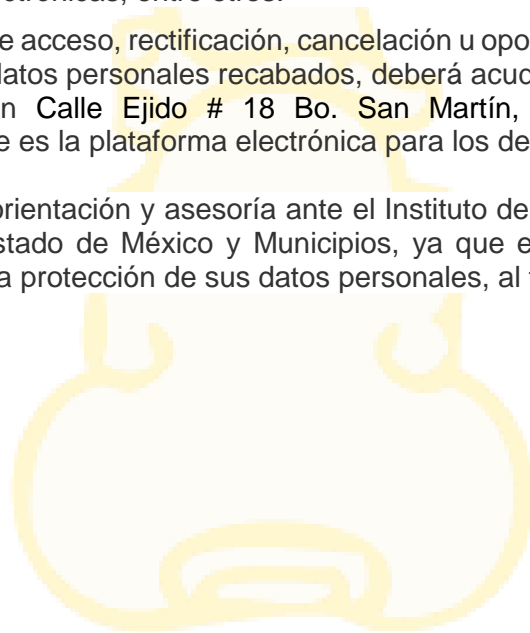 ctrónicas, entre otros.
e acceso, rectificación, cancelación u opo
datos personales recabados, deberá acud
n Calle Ejido # 18 Bo. San Martín,
e es la plataforma electrónica para los de
orientación y asesoría ante el Instituto de
stado de México y Municipios, ya que e
a protección de sus datos personales, al